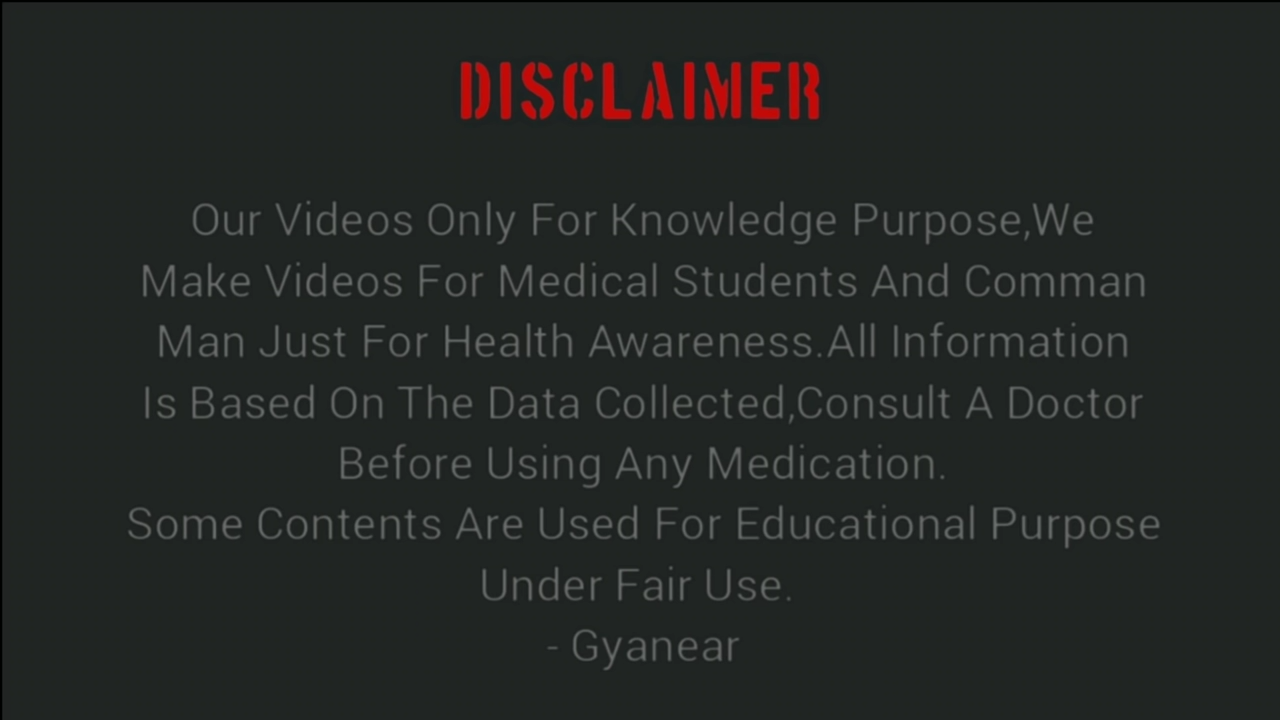 DISCLAIMER
Our Videos Only For Knowledge Purpose,We
Make Videos For Medical Students And Comman
Man Just For Health Awareness.All Information
Is Based On The Data Collected,Consult A Doctor
Before Using Any Medication.
Some Contents Are Used For Educational Purpose
Under Fair Use.
- Gyanear